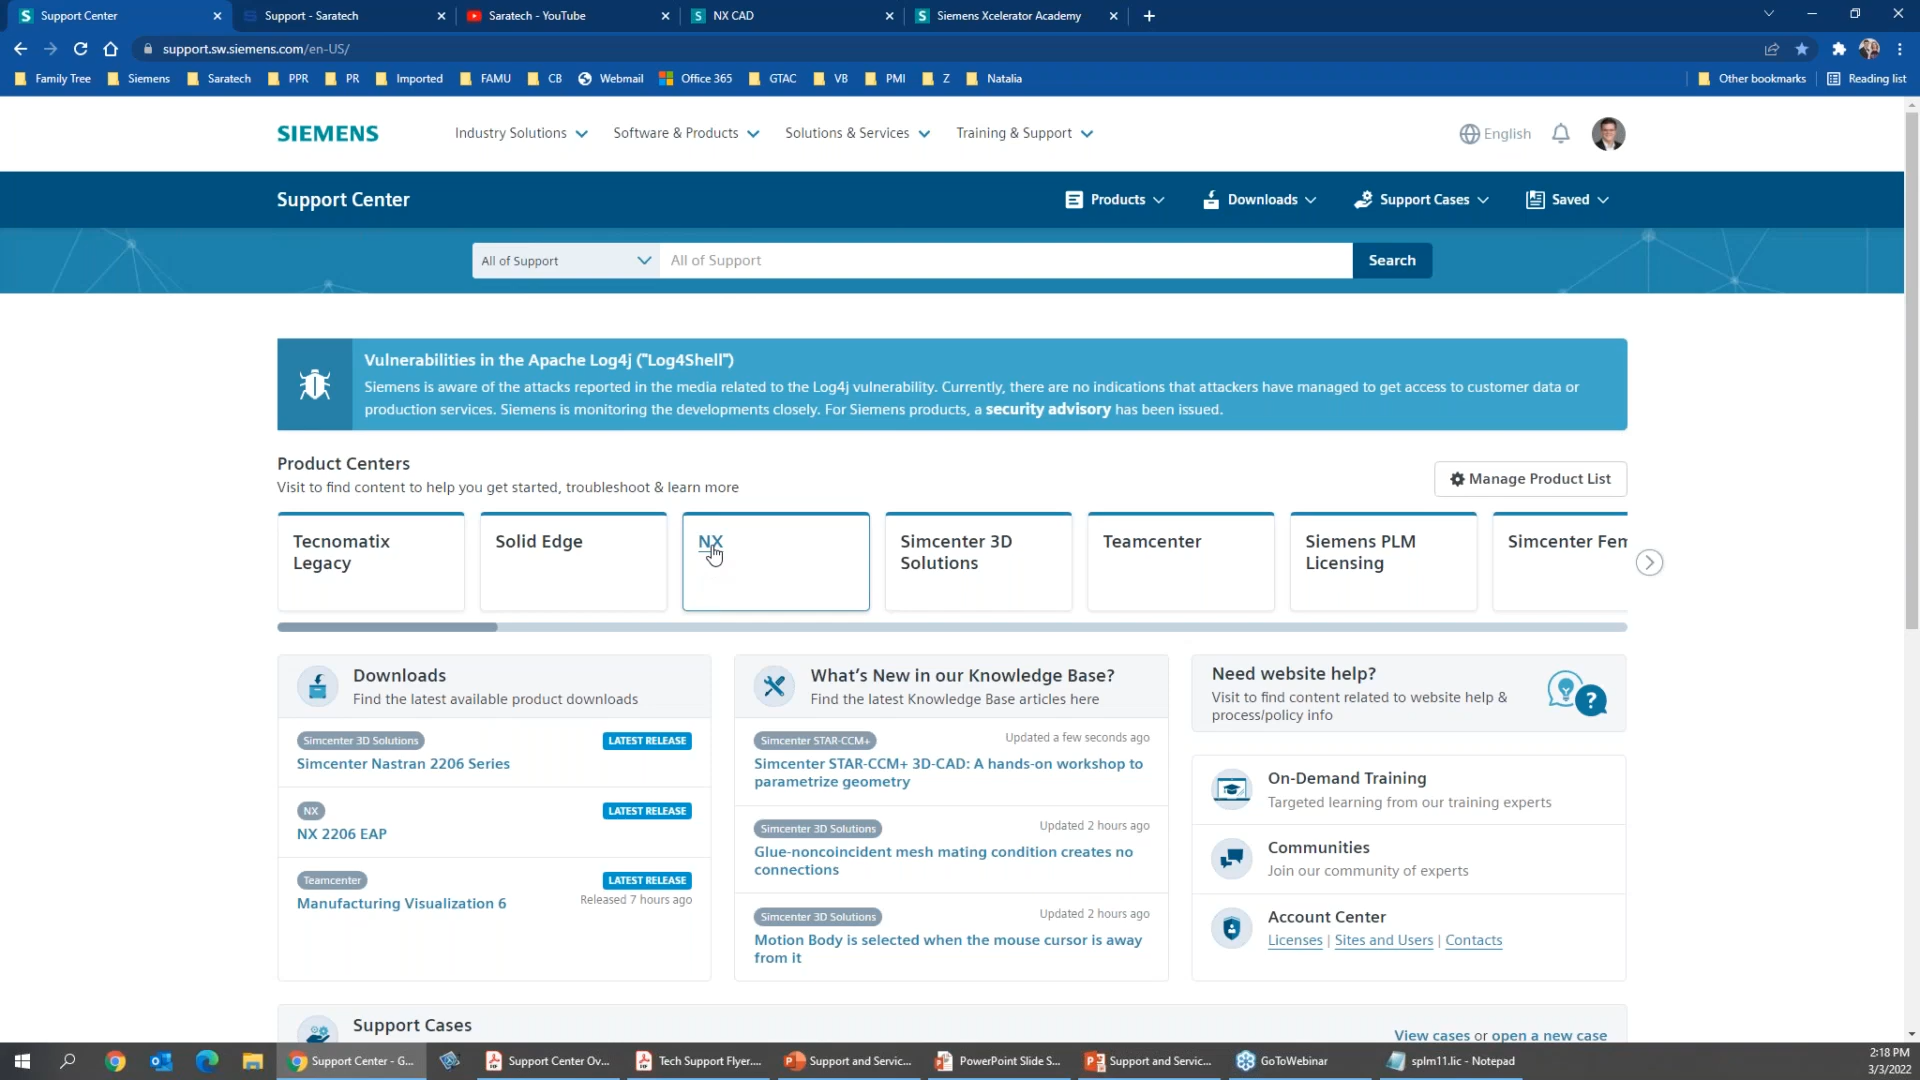 Support Center
Support - Saratech
Saratech - YouTube
NX CAD
Siemens Xcelerator Academy
support.sw.siemens.com/en-US/
Family Tree
Siemens
Saratech
PPR
PR
Imported
FAMU
CB
Webmail
Office 365
GTAC
VB
PMI
Z
Natalia
Other bookmarks
Reading list
SIEMENS
Industry Solutions
Software & Products
Solutions & Services
Training & Support
English
Support Center
Products
Downloads
Support Cases
Saved
All of Support
All of Support
Search
Vulnerabilities in the Apache Log4j ("Log4Shell")
Siemens is aware of the attacks reported in the media related to the Log4j vulnerability. Currently, there are no indications that attackers have managed to get access to customer data or
production services. Siemens is monitoring the developments closely. For Siemens products, a security advisory has been issued.
Product Centers
Visit to find content to help you get started, troubleshoot & learn more
Manage Product List
Tecnomatix
Legacy
Solid Edge
NX
Simcenter 3D
Solutions
Teamcenter
Siemens PLM
Licensing
Simcenter Fem
Downloads
Find the latest available product downloads
Simcenter 3D Solutions
LATEST RELEASE
Simcenter Nastran 2206 Series
NX
LATEST RELEASE
NX 2206 EAP
Teamcenter
LATEST RELEASE
Manufacturing Visualization 6
Released 7 hours ago
What's New in our Knowledge Base?
Find the latest Knowledge Base articles here
Simcenter STAR-CCM+
Updated a few seconds ago
Simcenter STAR-CCM+ 3D-CAD: A hands-on workshop to
parametrize geometry
Simcenter 3D Solutions
Updated 2 hours ago
Glue-noncoincident mesh mating condition creates no
connections
Simcenter 3D Solutions
Updated 2 hours ago
Motion Body is selected when the mouse cursor is away
from it
Need website help?
Visit to find content related to website help &
process/policy info
On-Demand Training
Targeted learning from our training experts
Communities
Join our community of experts
Account Center
Licenses | Sites and Users | Contacts
Support Cases
View cases or open a new case
Support Center - G...
Support Center Ov...
Tech Support Flyer....
Support and Servic...
PowerPoint Slide S...
Support and Servic...
GoToWebinar
splm11.lic - Notepad
2:18 PM
3/3/2022